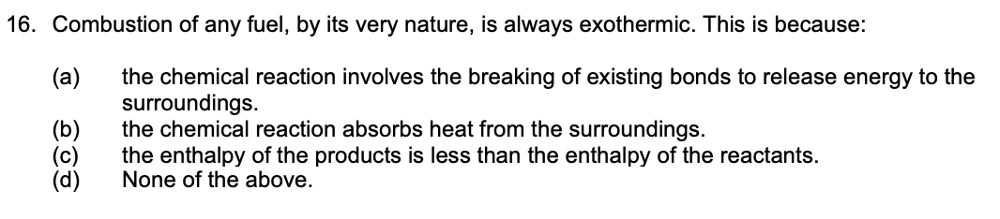 16. Combustion of any fuel, by its very nature, is always exothermic. This is because:
(a) the chemical reaction involves the breaking of existing bonds to release energy to the
surroundings.
(b) the chemical reaction absorbs heat from the surroundings.
(c) the enthalpy of the products is less than the enthalpy of the reactants.
(d) None of the above.